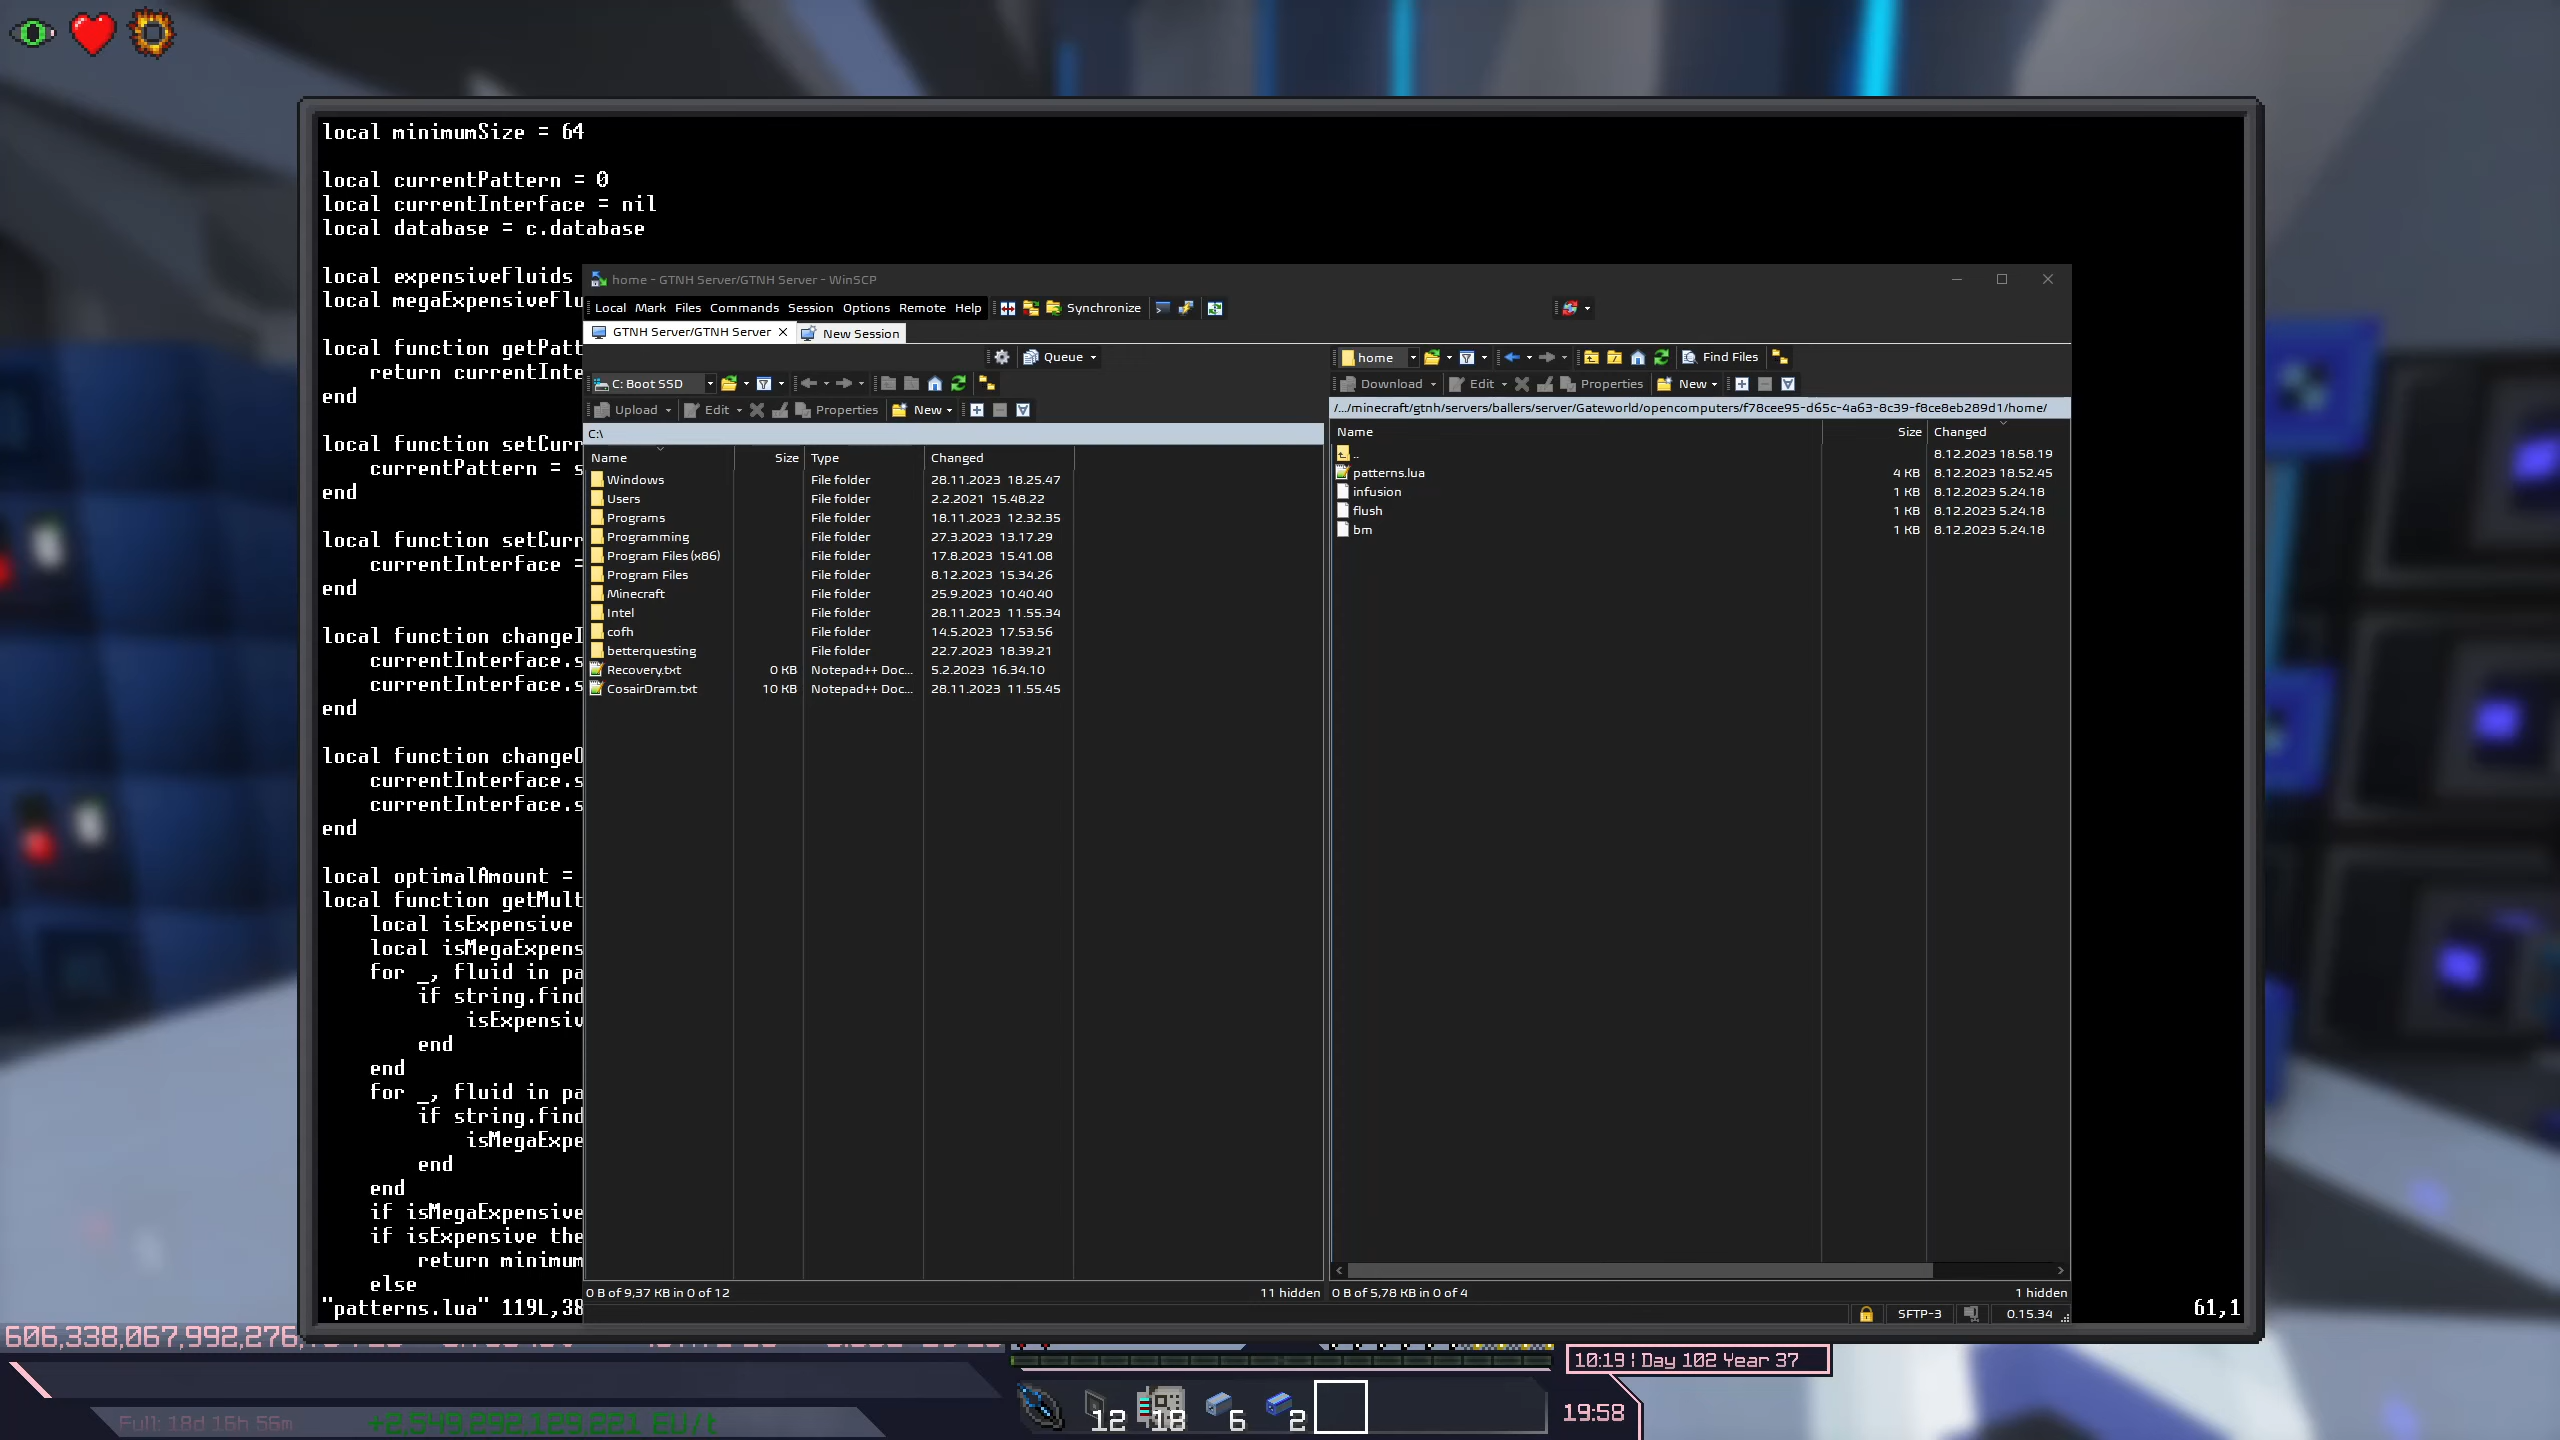 local minimumSize = 64
local currentPattern = 0
local currentInterface = nil
local database = c.database
local expensiveFluids
local megaExpensiveFlu
local function getPatt
return currentInte
end
local function setCurr
currentPattern = s
end
local function setCurr
currentInterface =
end
local function changeI
currentInterface.s
currentInterface.s
end
local function changeO
currentInterface.s
currentInterface.s
end
local optimalAmount =
local function getMult
local isExpensive
local isMegaExpens
for _, fluid in pa
if string.find
isExpensiv
end
end
for _, fluid in pa
if string.find
isMegaExpe
end
end
if isMegaExpensive
if isExpensive the
return minimum
else
"patterns.lua" 119L,38
61,1
home - GTNH Server/GTNH Server - WinSCP
Local Mark Files Commands Session Options Remote Help Synchronize
GTNH Server/GTNH Server New Session
Queue
C: Boot SSD
Upload Edit Properties New
C:\
Name Size Type Changed
Windows File folder 28.11.2023 18.25.47
Users File folder 2.2.2021 15.48.22
Programs File folder 18.11.2023 12.32.35
Programming File folder 27.3.2023 13.17.29
Program Files (x86) File folder 17.8.2023 15.41.08
Program Files File folder 8.12.2023 15.34.26
Minecraft File folder 25.9.2023 10.40.40
Intel File folder 28.11.2023 11.55.34
cofh File folder 14.5.2023 17.53.56
betterquesting File folder 22.7.2023 18.39.21
Recovery.txt 0 KB Notepad++ Doc... 5.2.2023 16.34.10
CosairDram.txt 10 KB Notepad++ Doc... 28.11.2023 11.55.45
0 B of 9,37 KB in 0 of 12 11 hidden
home Find Files
Download Edit Properties New
/.../minecraft/gtnh/servers/ballers/server/Gateworld/opencomputers/f78cee95-d65c-4a63-8c39-f8ce8eb289d1/home/
Name Size Changed
.. 8.12.2023 18.58.19
patterns.lua 4 KB 8.12.2023 18.52.45
infusion 1 KB 8.12.2023 5.24.18
flush 1 KB 8.12.2023 5.24.18
bm 1 KB 8.12.2023 5.24.18
0 B of 5,78 KB in 0 of 4 1 hidden
SFTP-3 0.15.34
606,338,067,992,276,
10:19 | Day 102 Year 37
Full: 18d 16h 56m +2,549,292,129,221 EU/t
12 18 6 2
19:58